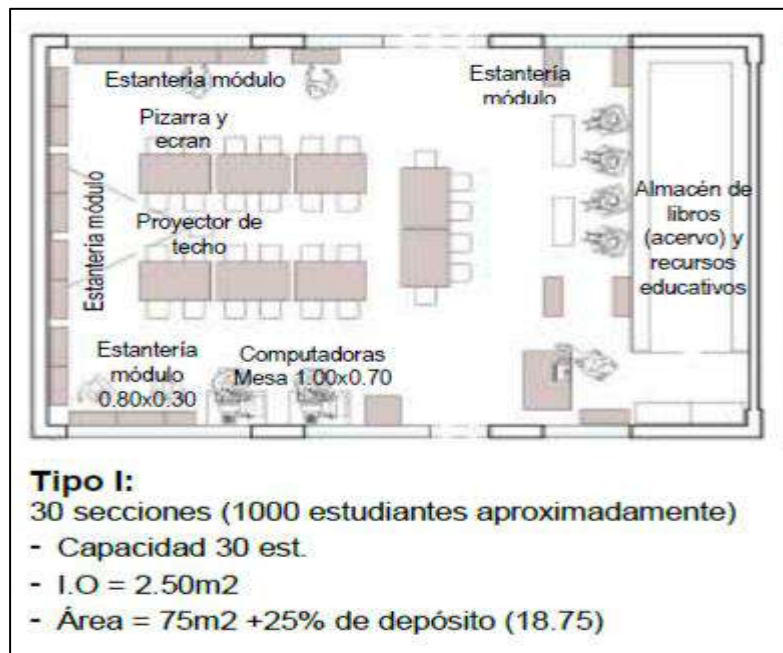 Estantería módulo
Estantería
módulo
Pizarra y
ecran
Estantería módulo
Proyector de
techo
Almacén de
libros
(acervo) y
recursos
educativos
Estantería
módulo
0.80x0.30
Computadoras
Mesa 1.00x0.70
Tipo I:
30 secciones (1000 estudiantes aproximadamente)
- Capacidad 30 est.
- I.O = 2.50m2
- Área = 75m2 +25% de depósito (18.75)